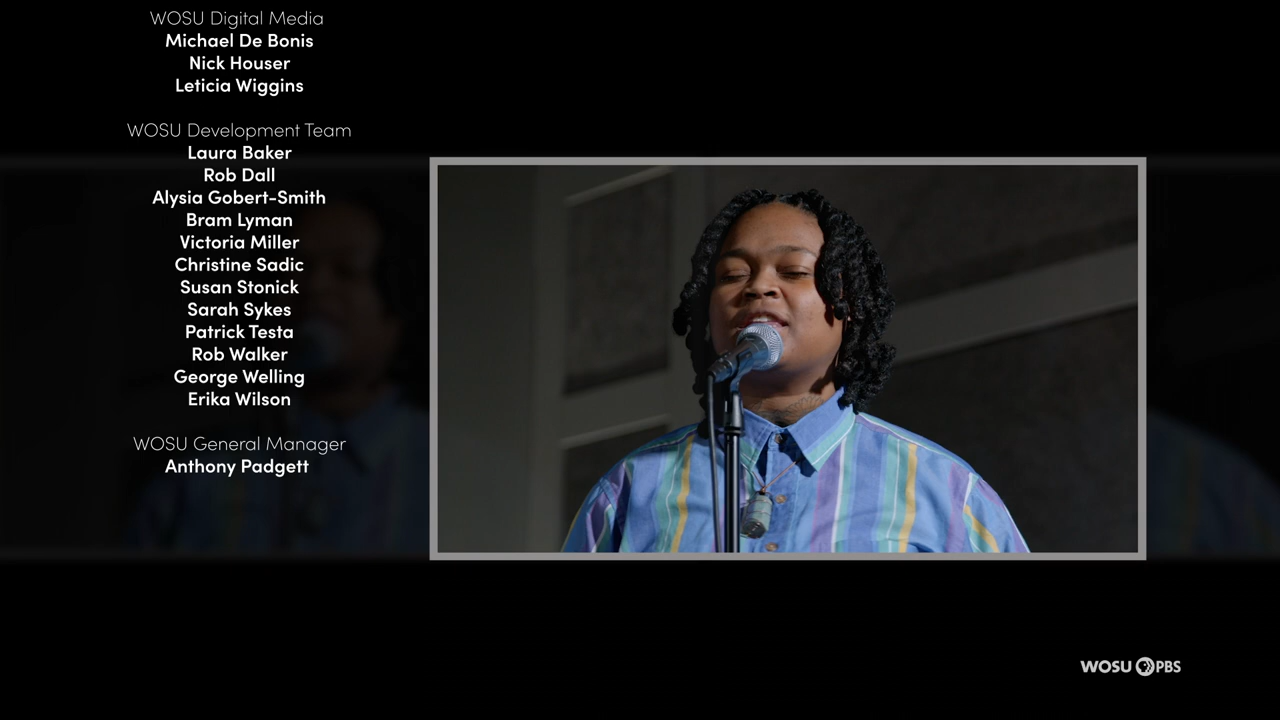 WOSU Digital Media
Michael De Bonis
Nick Houser
Leticia Wiggins
WOSU Development Team
Laura Baker
Rob Dall
Alysia Gobert-Smith
Bram Lyman
Victoria Miller
Christine Sadic
Susan Stonick
Sarah Sykes
Patrick Testa
Rob Walker
George Welling
Erika Wilson
WOSU General Manager
Anthony Padgett
WOSU PBS